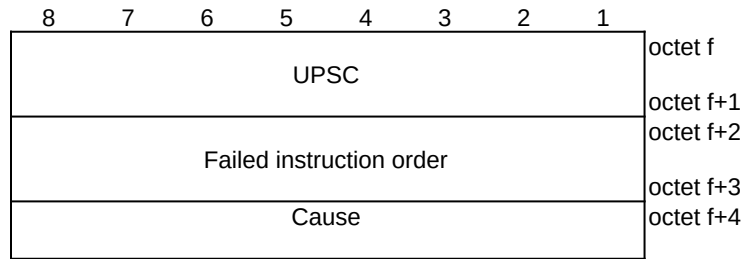 8 7 6 5 4 3 2 1
octet f
UPSC
octet f+1
octet f+2
Failed instruction order
octet f+3
Cause octet f+4